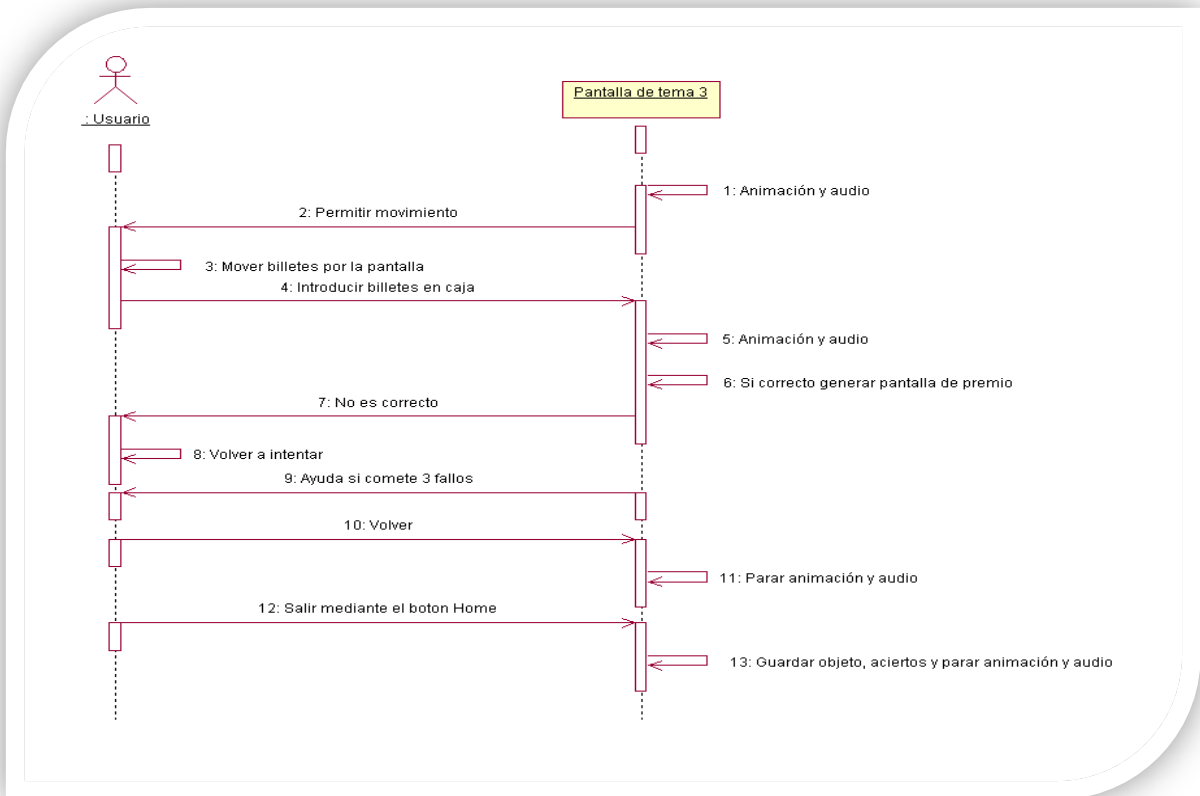 Pantalla de tema 3
: Usuario
1: Animación y audio
2: Permitir movimiento
3: Mover billetes por la pantalla
4: Introducir billetes en caja
5: Animación y audio
6: Si correcto generar pantalla de premio
7: No es correcto
8: Volver a intentar
9: Ayuda si comete 3 fallos
10: Volver
11: Parar animación y audio
12: Salir mediante el boton Home
13: Guardar objeto, aciertos y parar animación y audio